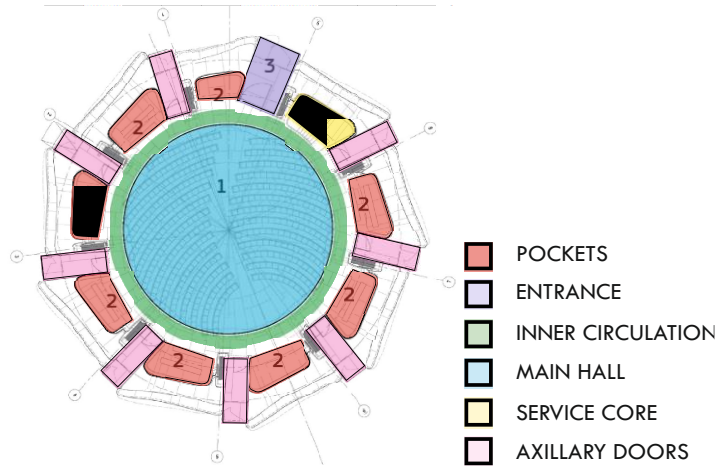 3
2
2
1
2
2
2
2
2
POCKETS
ENTRANCE
INNER CIRCULATION
MAIN HALL
SERVICE CORE
AXILLARY DOORS